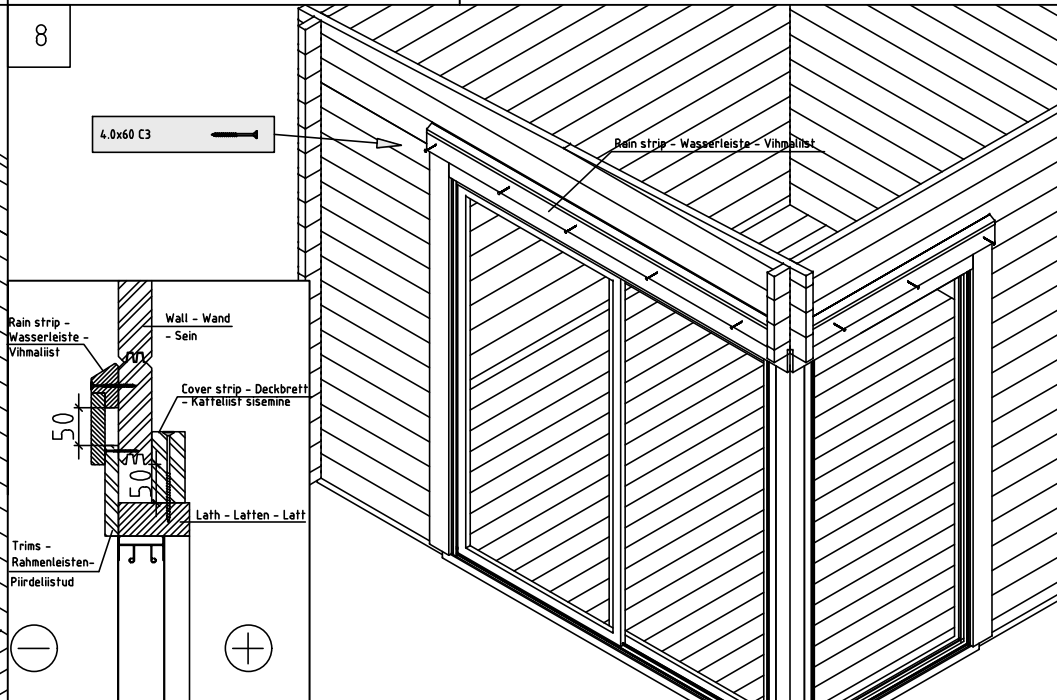 8
4.0x60 C3
Rain strip - Wasserleiste - Vihmaliist
Rain strip -
Wasserleiste -
Vihmaliist
Wall - Wand
- Sein
Cover strip - Deckbrett
- Katteliist sisemine
50
50
Lath - Latten - Latt
Trims -
Rahmenleisten-
Piirdeliistud